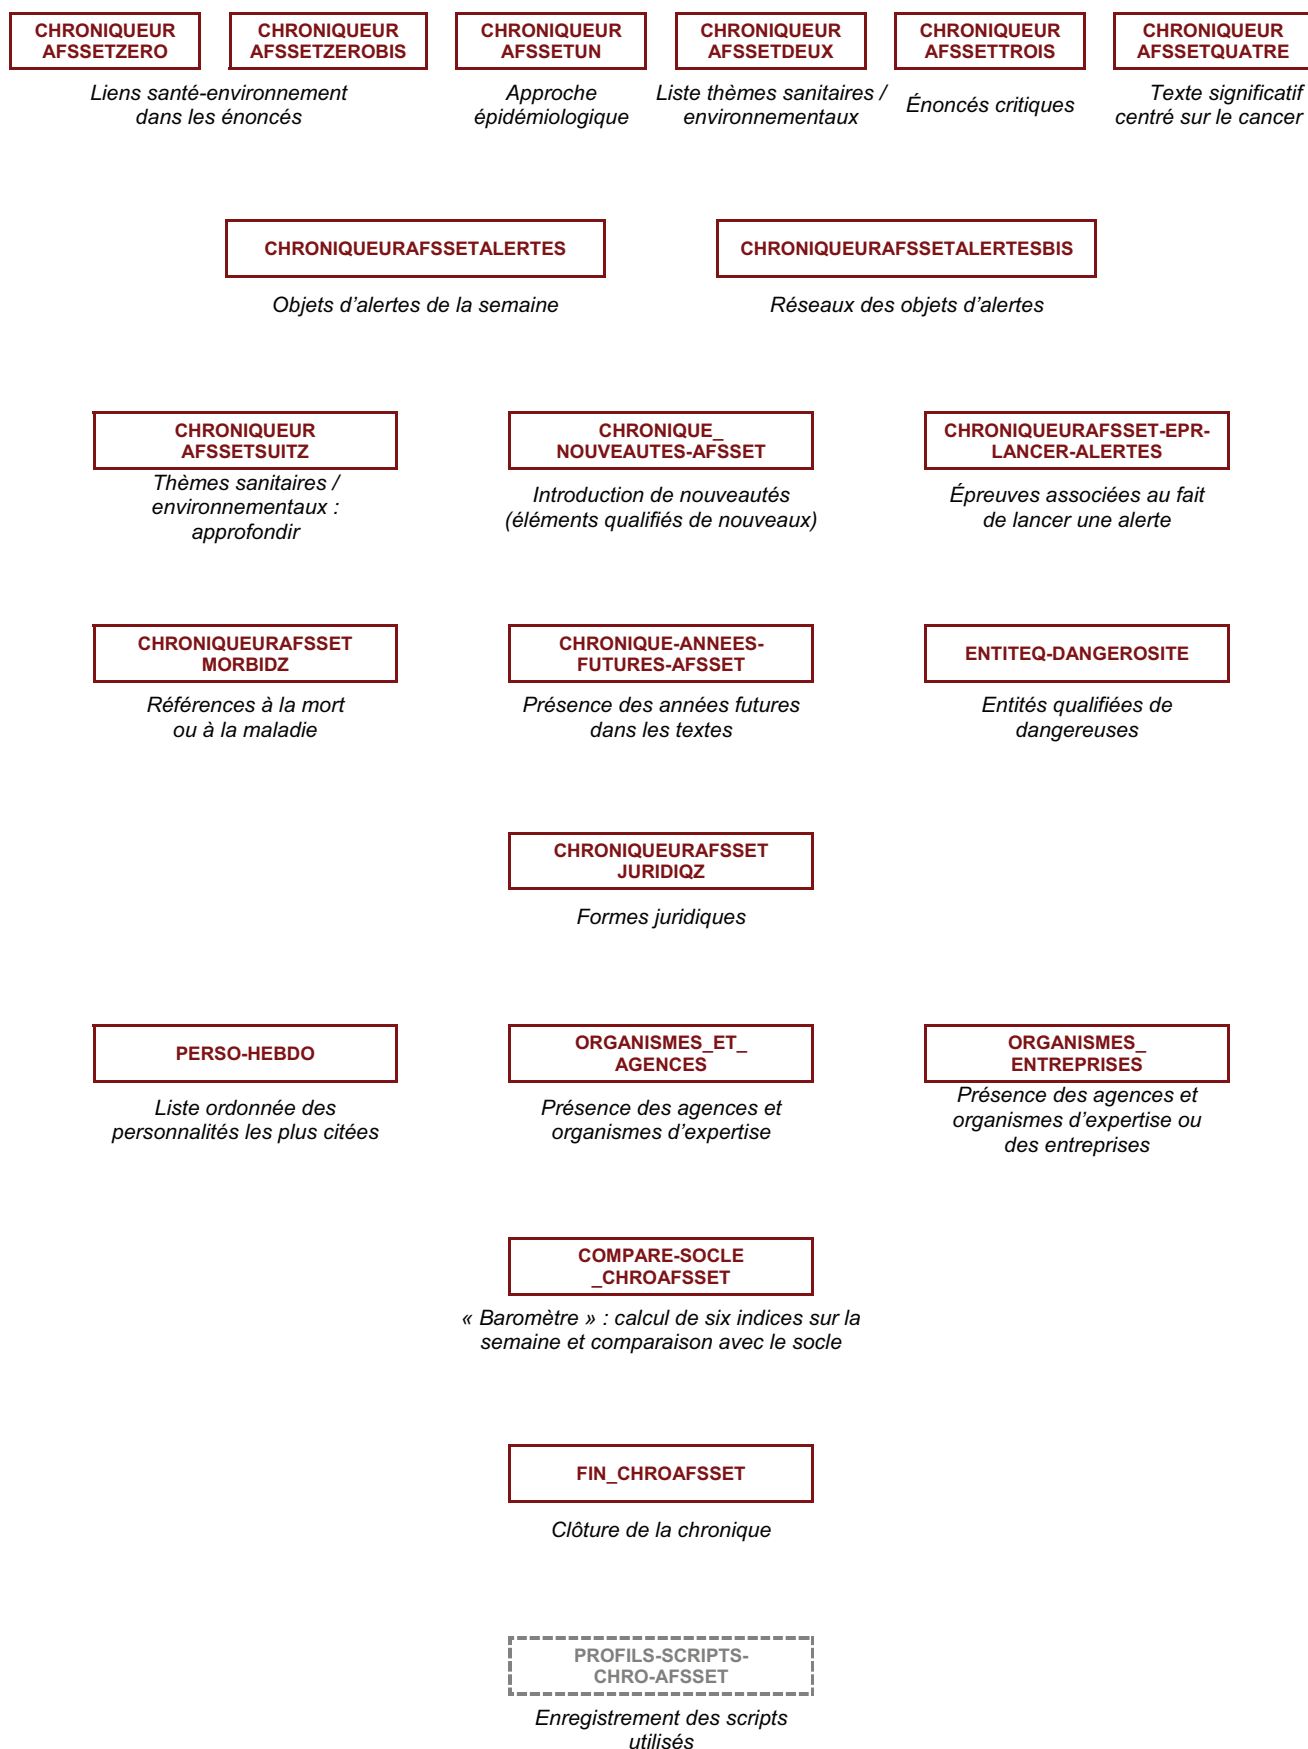 CHRONIQUEUR
AFSSETZERO
CHRONIQUEUR
AFSSETZEROBIS
CHRONIQUEUR
AFSSETUN
CHRONIQUEUR
AFSSETDEUX
CHRONIQUEUR
AFSSETTROIS
CHRONIQUEUR
AFSSETQUATRE
Liens santé-environnement
dans les énoncés
Approche
épidémiologique
Liste thèmes sanitaires /
environnementaux
Énoncés critiques
Texte significatif
centré sur le cancer
CHRONIQUEURAFSSETALERTES
CHRONIQUEURAFSSETALERTESBIS
Objets d’alertes de la semaine
Réseaux des objets d’alertes
CHRONIQUEUR
AFSSETSUITZ
CHRONIQUE_
NOUVEAUTES-AFSSET
CHRONIQUEURAFSSET-EPR-
LANCER-ALERTES
Thèmes sanitaires /
environnementaux :
approfondir
Introduction de nouveautés
(éléments qualifiés de nouveaux)
Épreuves associées au fait
de lancer une alerte
CHRONIQUEURAFSSET
MORBIDZ
CHRONIQUE-ANNEES-
FUTURES-AFSSET
ENTITEQ-DANGEROSITE
Références à la mort
ou à la maladie
Présence des années futures
dans les textes
Entités qualifiées de
dangereuses
CHRONIQUEURAFSSET
JURIDIQZ
Formes juridiques
PERSO-HEBDO
ORGANISMES_ET_
AGENCES
ORGANISMES_
ENTREPRISES
Liste ordonnée des
personnalités les plus citées
Présence des agences et
organismes d’expertise
Présence des agences et
organismes d’expertise ou
des entreprises
COMPARE-SOCLE
_CHROAFSSET
« Baromètre » : calcul de six indices sur la
semaine et comparaison avec le socle
FIN_CHROAFSSET
Clôture de la chronique
PROFILS-SCRIPTS-
CHRO-AFSSET
Enregistrement des scripts
utilisés